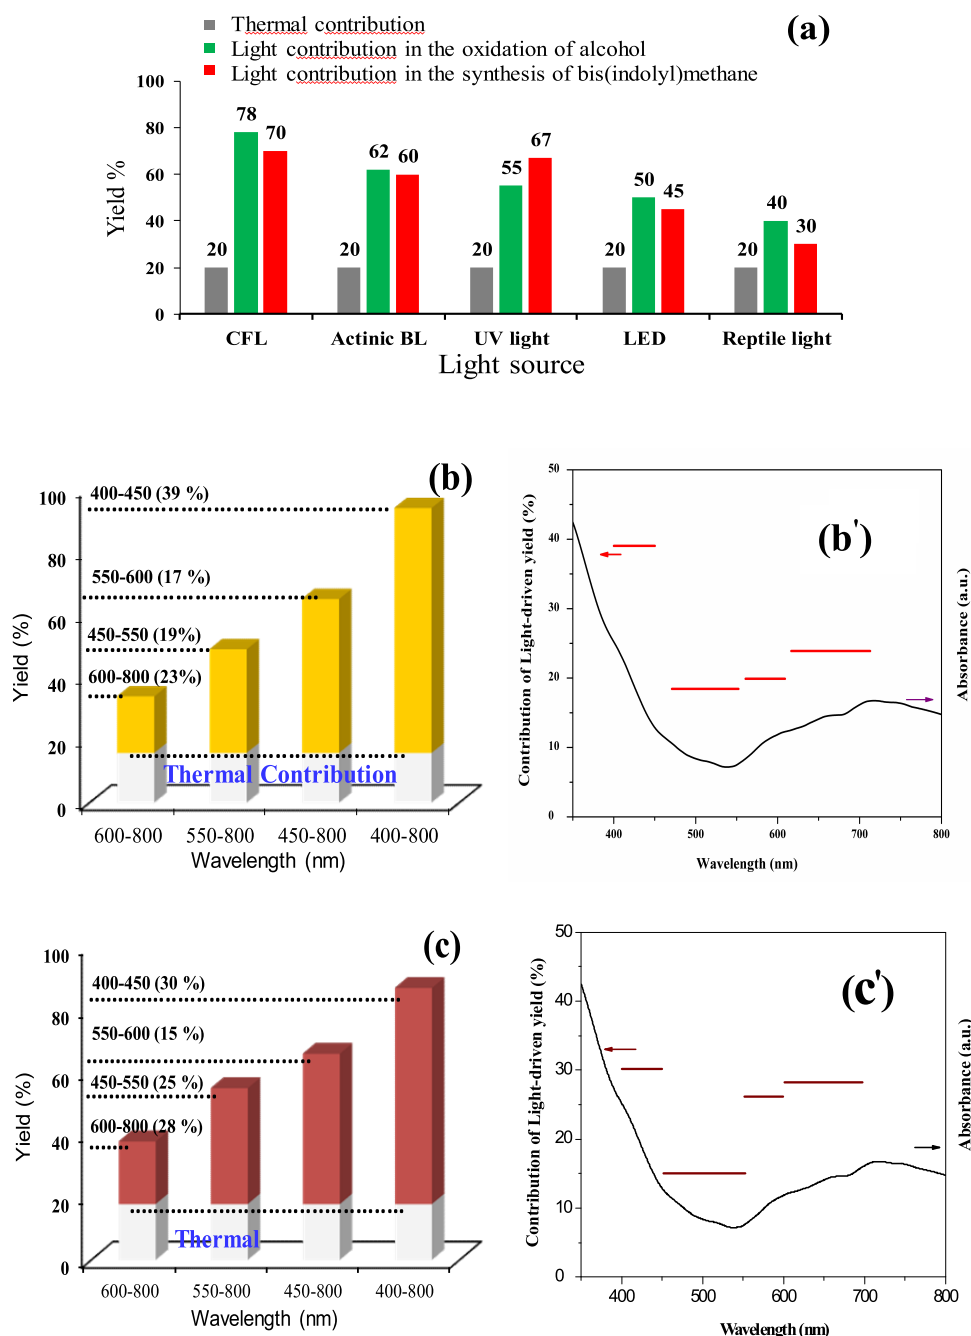 (a)
Thermal contribution
Light contribution in the oxidation of alcohol
Light contribution in the synthesis of bis(indolyl)methane
Yield %
100
80
60
40
20
0
20 78 70
20 62 60
20 55 67
20 50 45
20 40 30
CFL Actinic BL UV light LED Reptile light
Light source
(b)
Yield (%)
100
80
60
40
20
0
400-450 (39 %)
550-600 (17 %)
450-550 (19%)
600-800 (23%)
Thermal Contribution
600-800 550-800 450-800 400-800
Wavelength (nm)
(b')
Contribution of Light-driven yield (%)
50
40
30
20
10
0
400 500 600 700 800
Wavelength (nm)
Absorbance (a.u.)
(c)
Yield (%)
100
80
60
40
20
0
400-450 (30 %)
550-600 (15 %)
450-550 (25 %)
600-800 (28 %)
Thermal
600-800 550-800 450-800 400-800
Wavelength (nm)
(c')
Contribution of Light-driven yield (%)
50
40
30
20
10
0
400 500 600 700 800
Wavelength (nm)
Absorbance (a.u.)